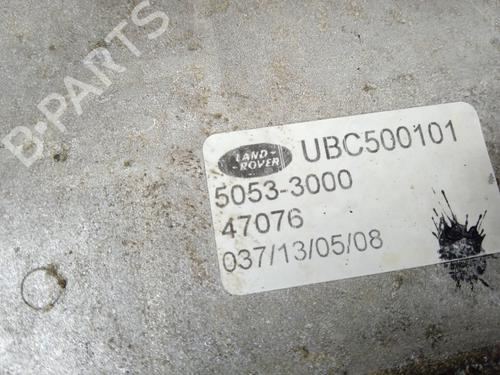 B-PARTS
LAND-
-ROVER
UBC500101
5053-3000
47076
037/13/05/08